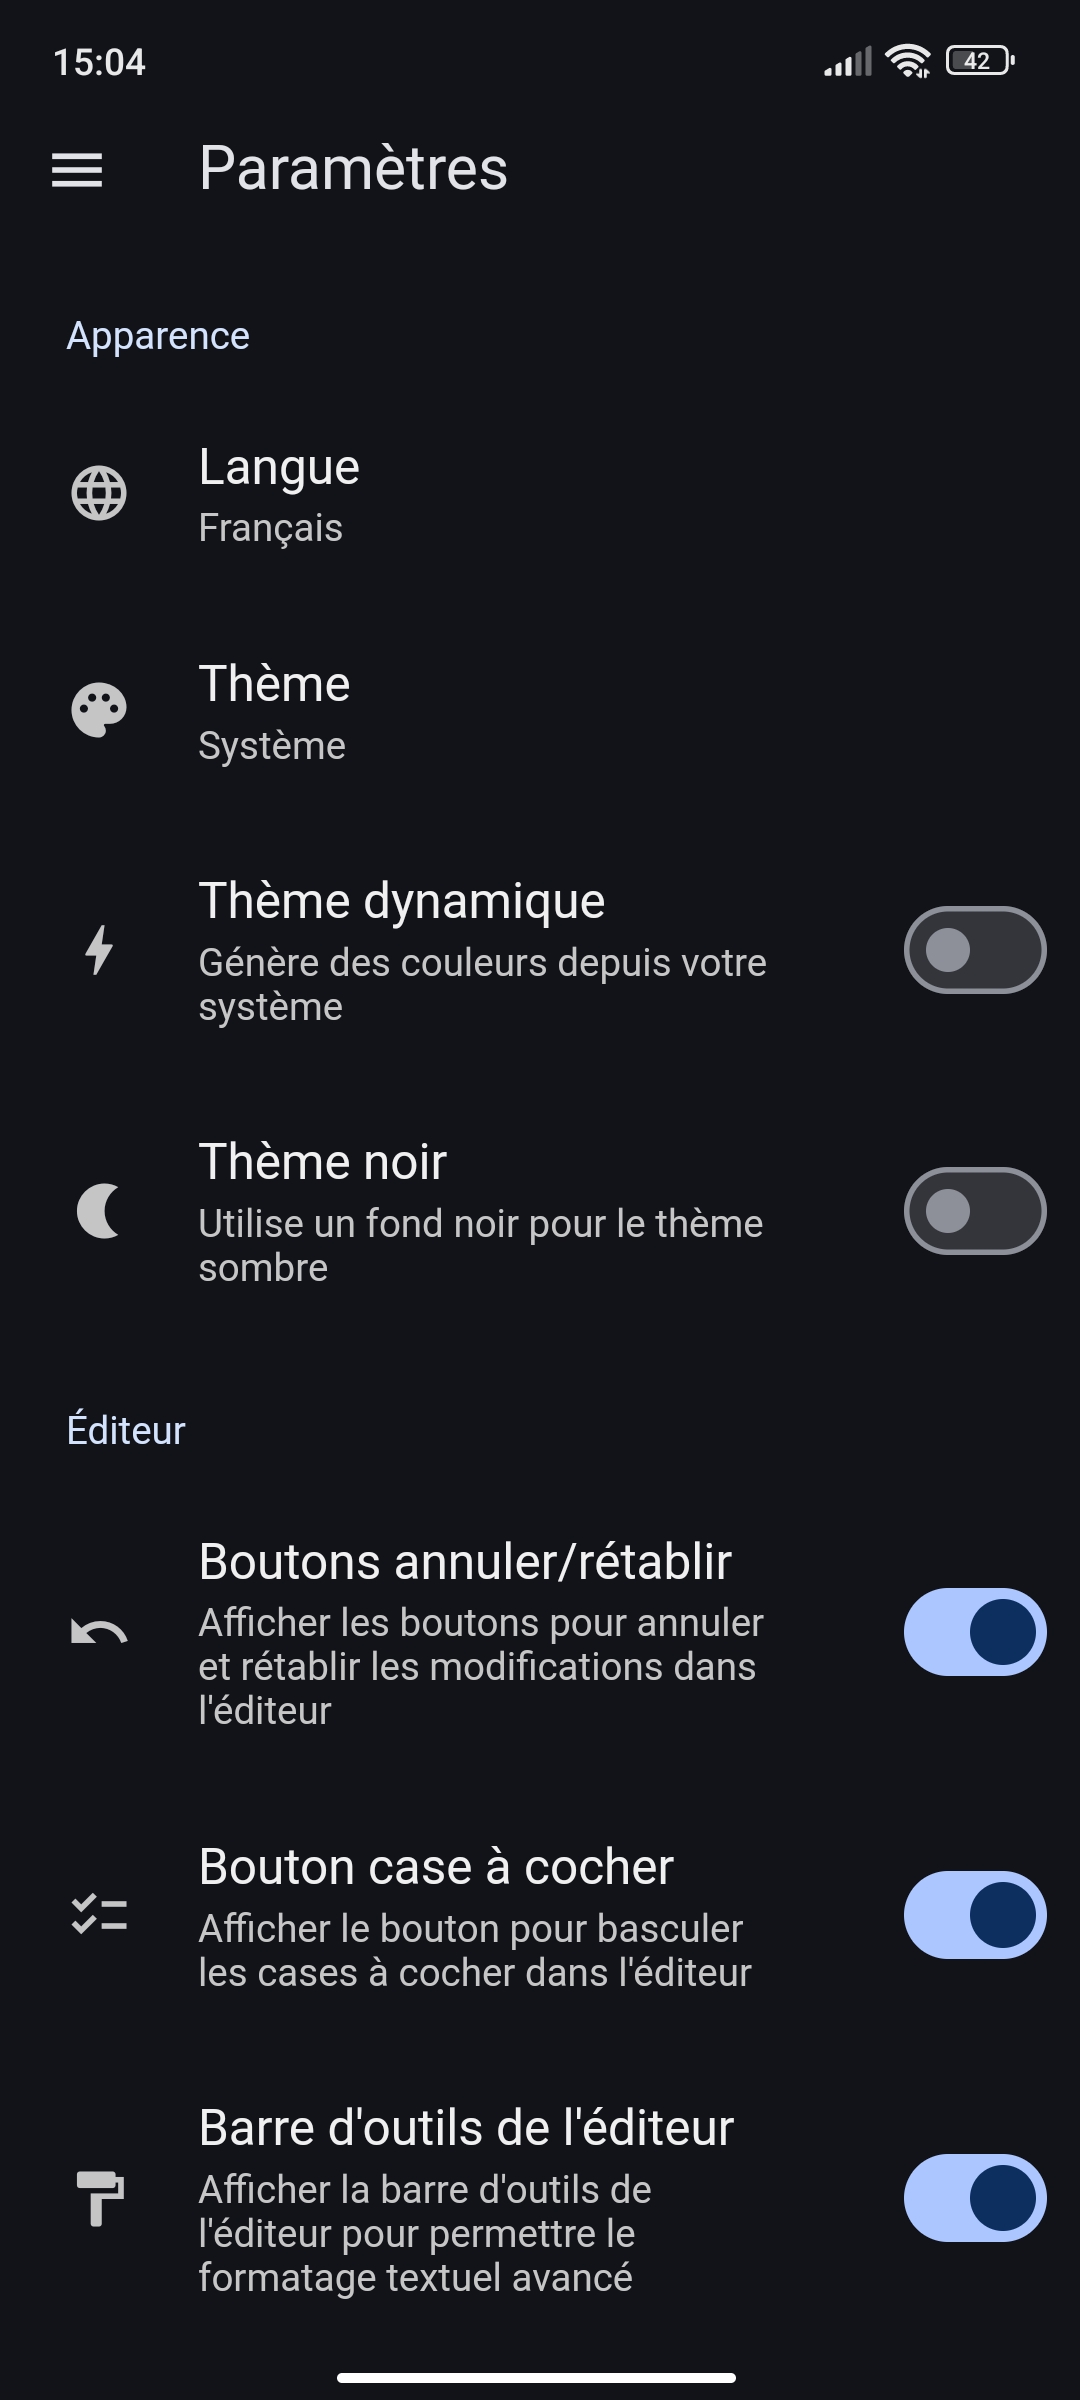 15:04
42
Paramètres
Apparence
Langue
Français
Thème
Système
Thème dynamique
Génère des couleurs depuis votre
système
Thème noir
Utilise un fond noir pour le thème
sombre
Éditeur
Boutons annuler/rétablir
Afficher les boutons pour annuler
et rétablir les modifications dans
l'éditeur
Bouton case à cocher
Afficher le bouton pour basculer
les cases à cocher dans l'éditeur
Barre d'outils de l'éditeur
Afficher la barre d'outils de
l'éditeur pour permettre le
formatage textuel avancé